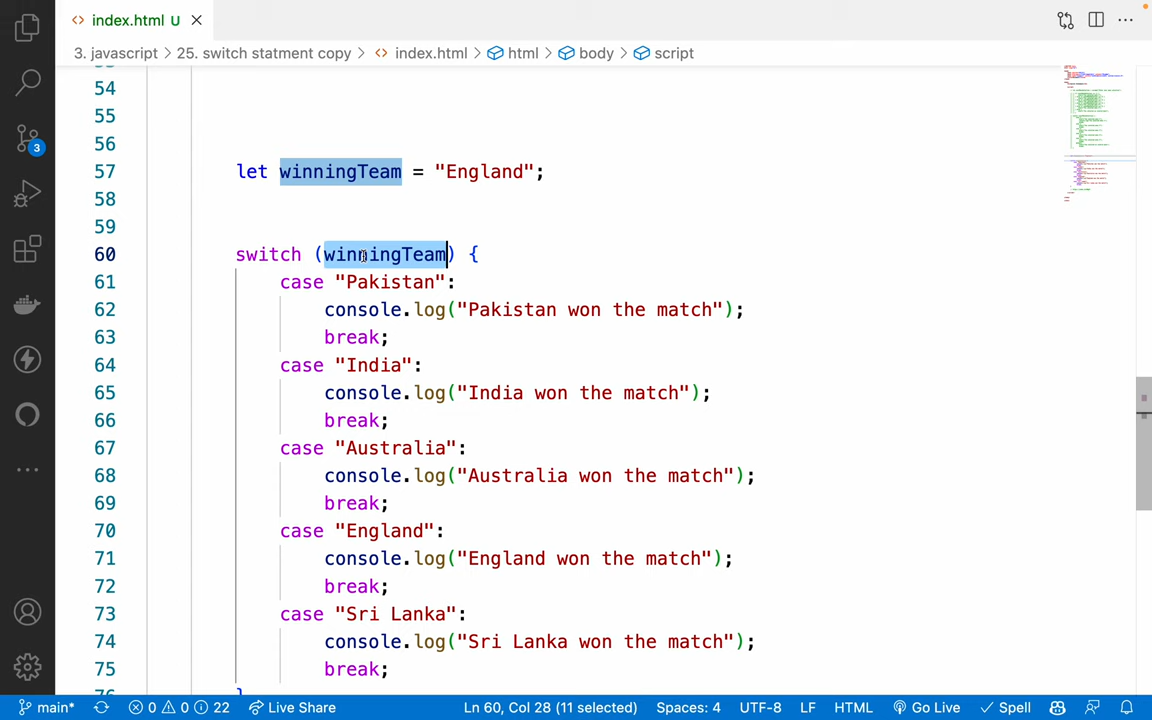 index.html U
3. javascript > 25. switch statment copy > index.html > html > body > script
54
55
56
57 let winningTeam = "England";
58
59
60 switch (winningTeam) {
61 case "Pakistan":
62 console.log("Pakistan won the match");
63 break;
64 case "India":
65 console.log("India won the match");
66 break;
67 case "Australia":
68 console.log("Australia won the match");
69 break;
70 case "England":
71 console.log("England won the match");
72 break;
73 case "Sri Lanka":
74 console.log("Sri Lanka won the match");
75 break;
3
main* 0 0 22 Live Share Ln 60, Col 28 (11 selected) Spaces: 4 UTF-8 LF HTML Go Live Spell